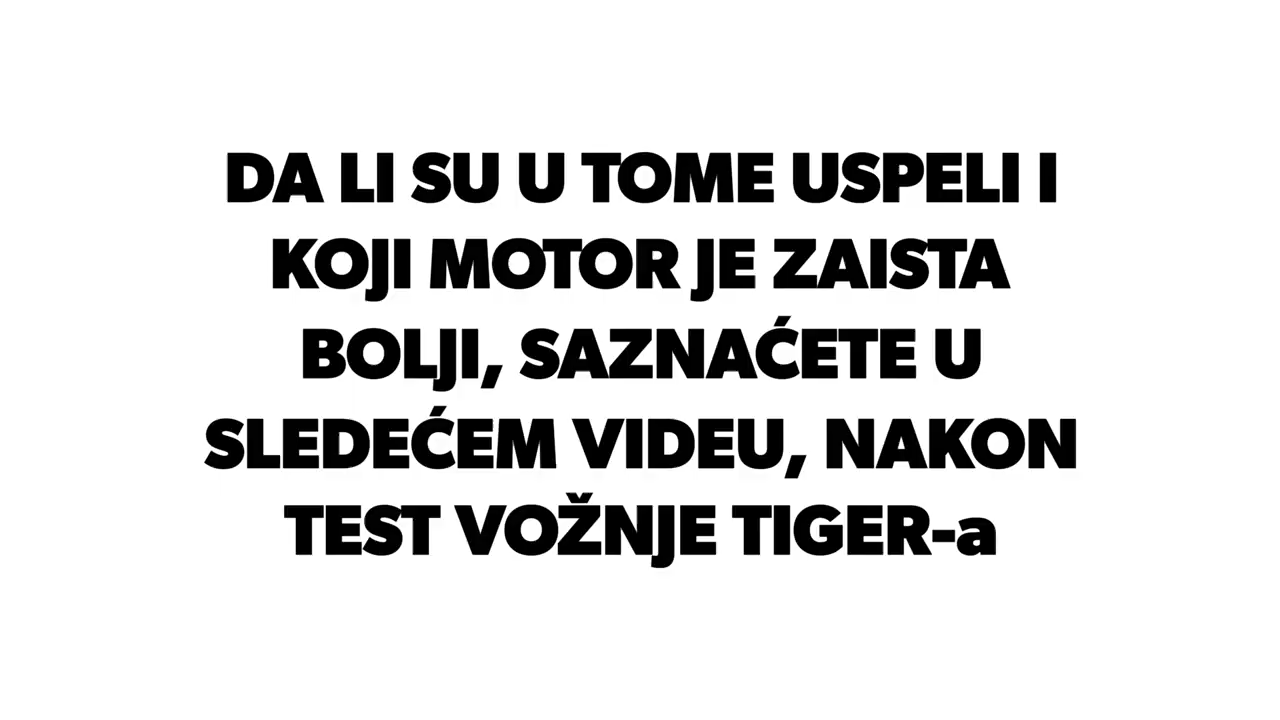 DA LI SU U TOME USPELI I
KOJI MOTOR JE ZAISTA
BOLJI, SAZNAĆETE U
SLEDEĆEM VIDEU, NAKON
TEST VOŽNJE TIGER-a